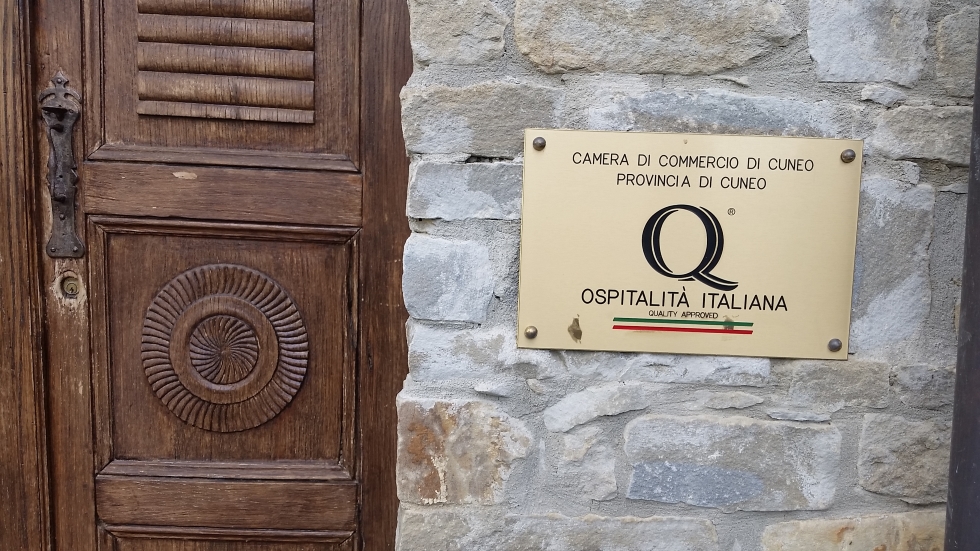 CAMERA DI COMMERCIO DI CUNEO
PROVINCIA DI CUNEO
Q®
OSPITALITÀ ITALIANA
QUALITY APPROVED